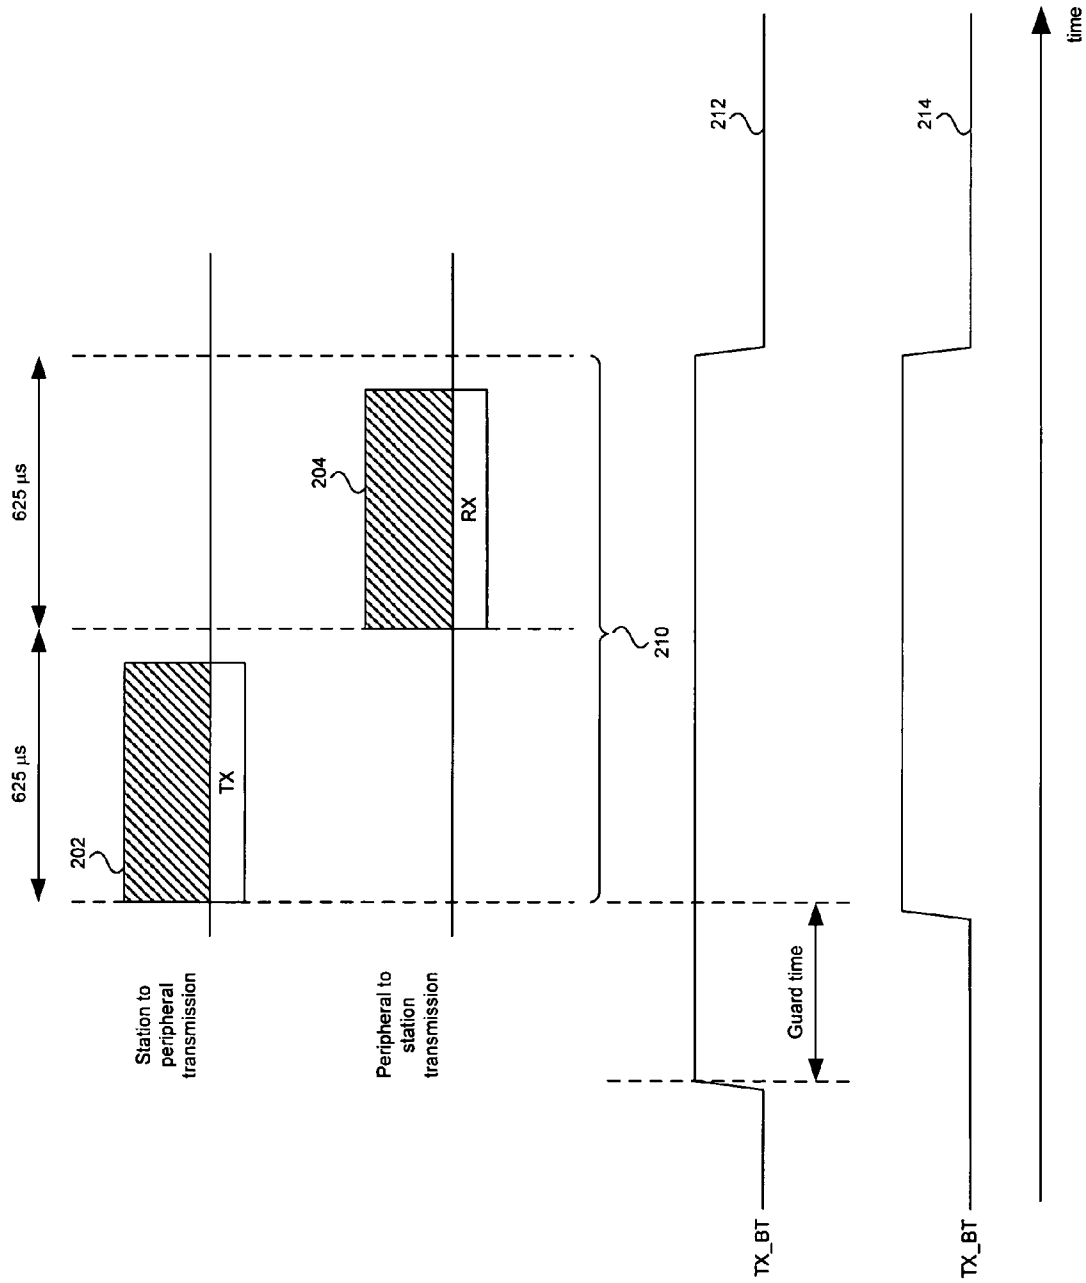 625 µs
625 µs
202
TX
Station to
peripheral
transmission
204
RX
Peripheral to
station
transmission
210
212
TX_BT
Guard time
214
TX_BT
time